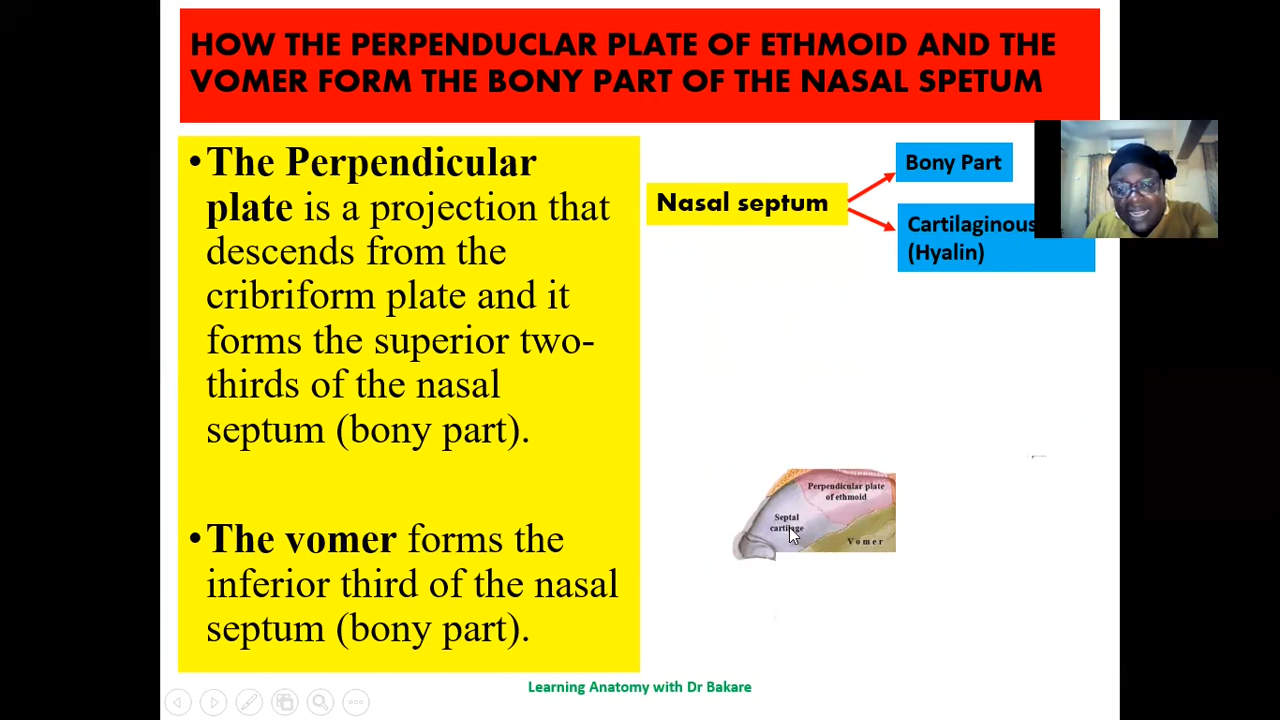 HOW THE PERPENDUCLAR PLATE OF ETHMOID AND THE
VOMER FORM THE BONY PART OF THE NASAL SPETUM
•The Perpendicular
plate is a projection that
descends from the
cribriform plate and it
forms the superior two-
thirds of the nasal
septum (bony part).
•The vomer forms the
inferior third of the nasal
septum (bony part).
Nasal septum
Bony Part
Cartilaginous
(Hyalin)
Perpendicular plate
of ethmoid
Septal
cartilage
Vomer
Learning Anatomy with Dr Bakare